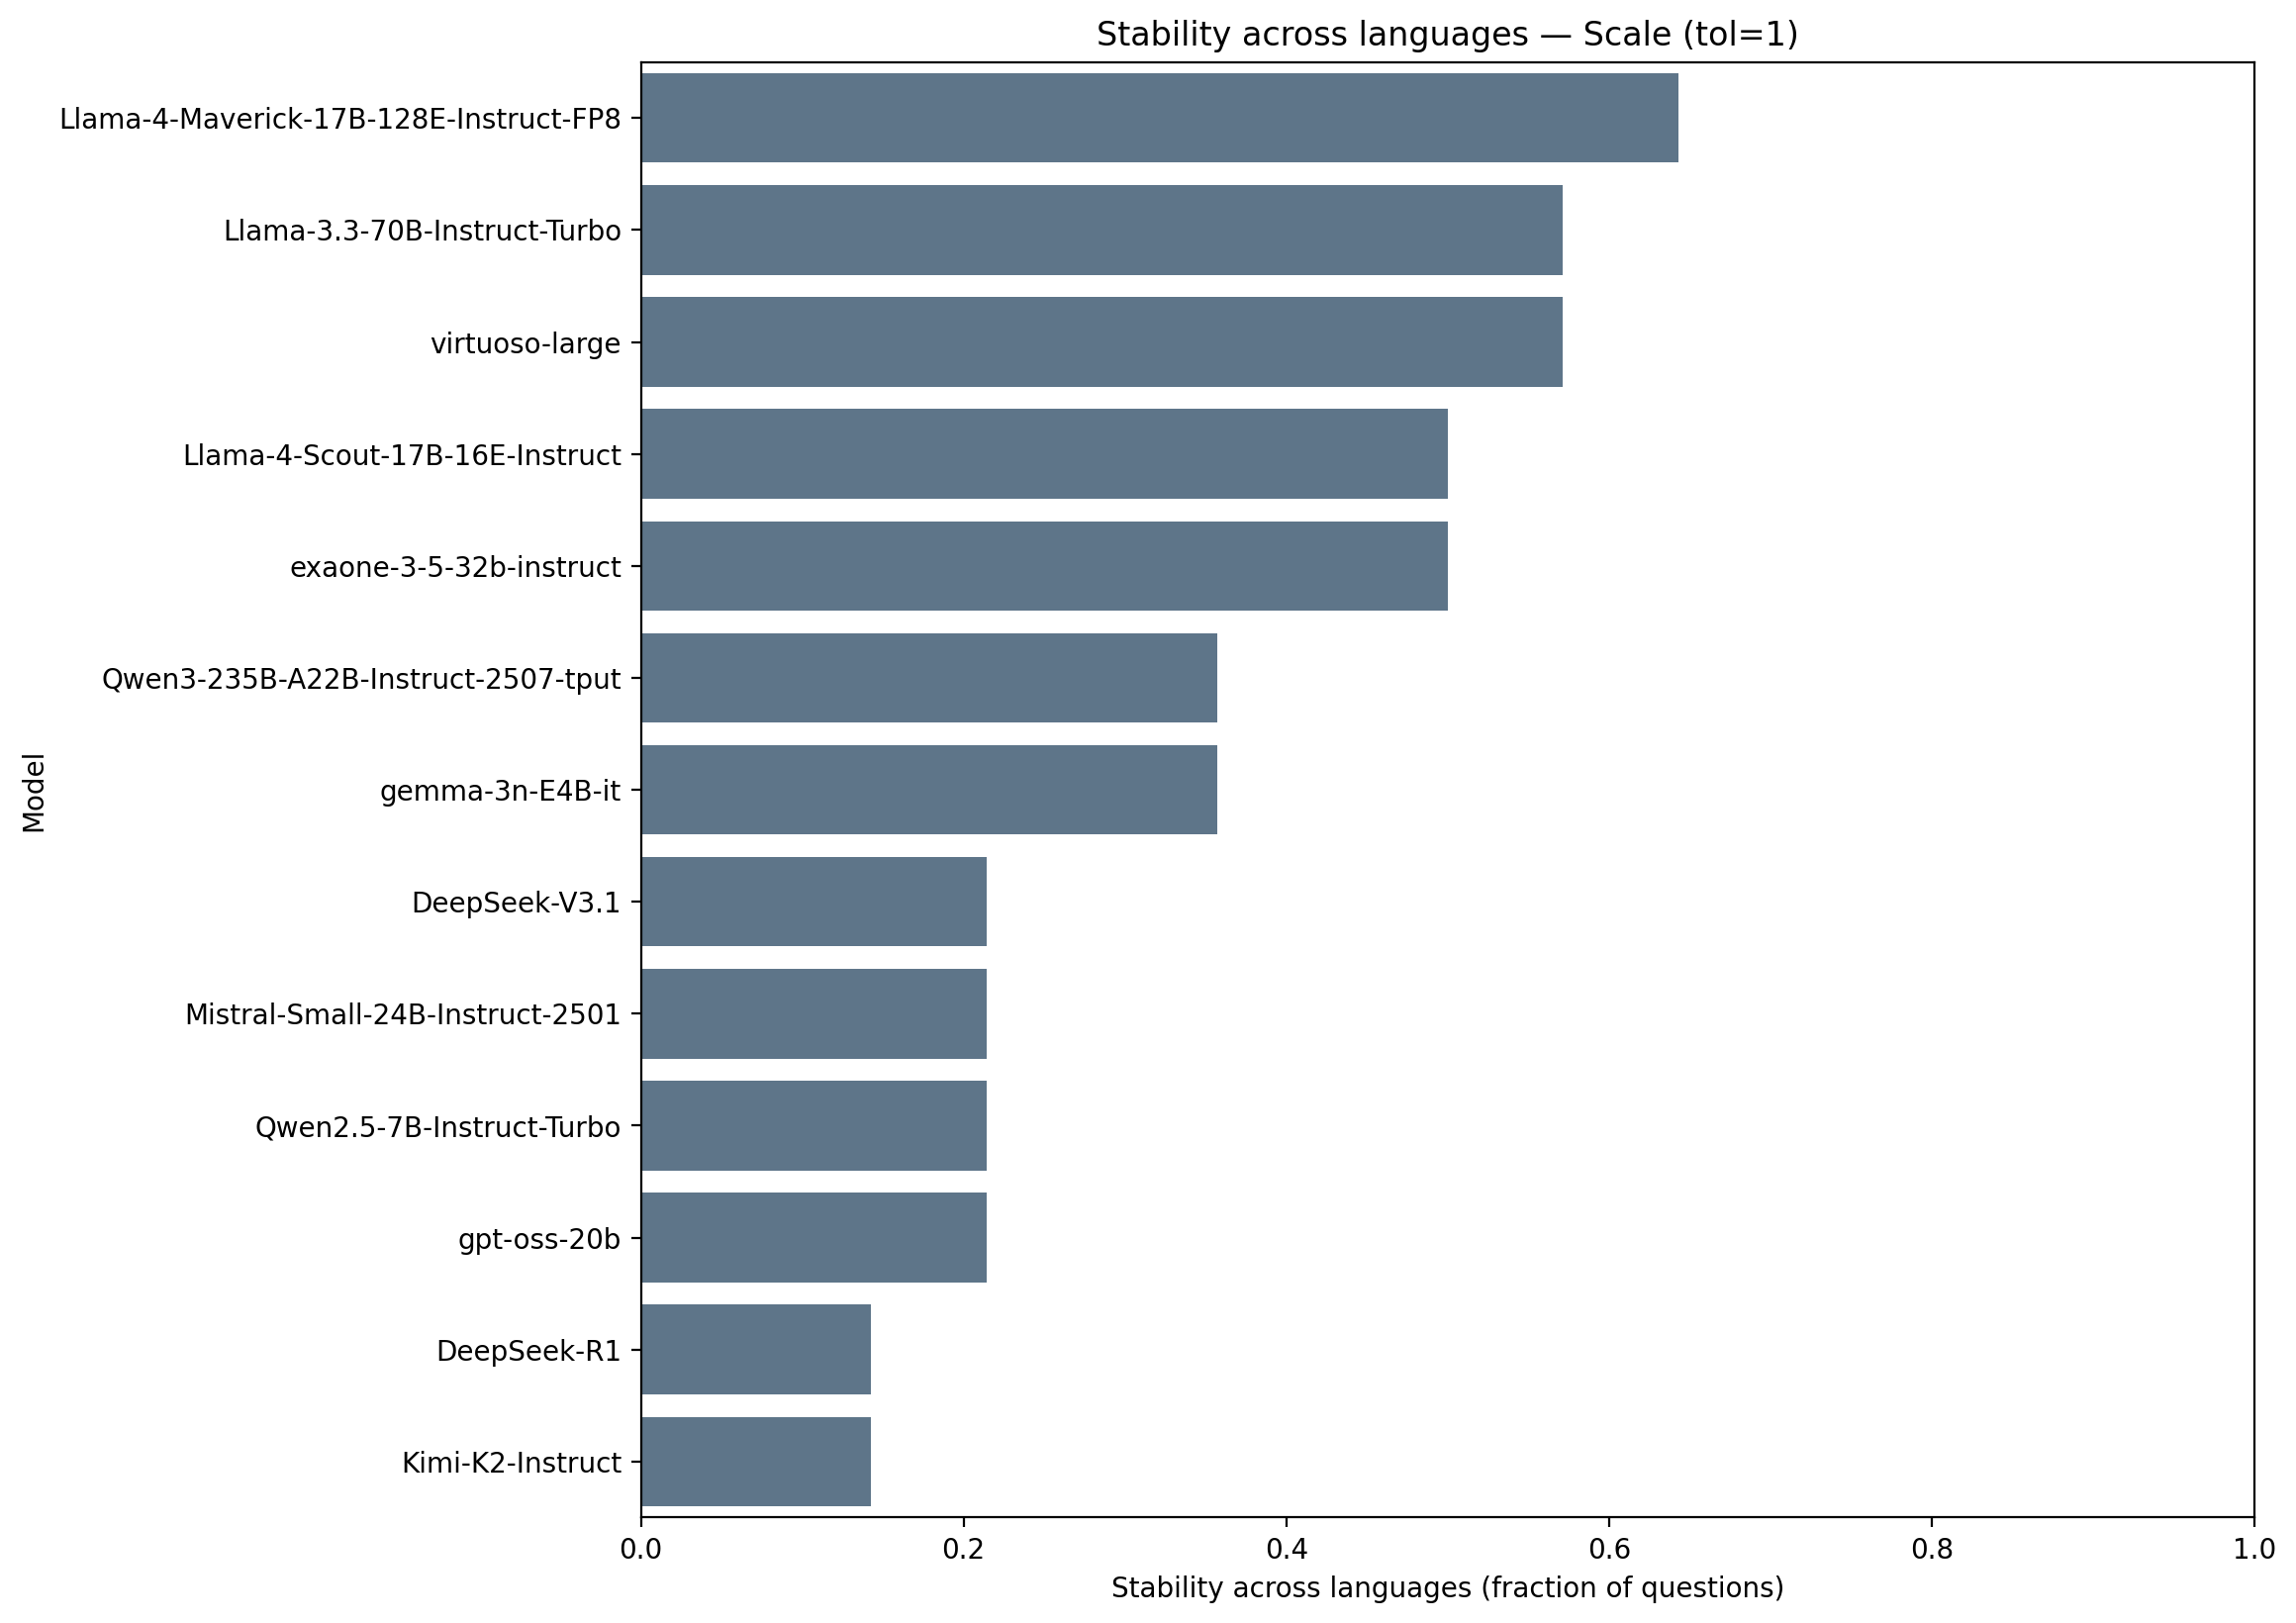 Stability across languages — Scale (tol=1)
Llama-4-Maverick-17B-128E-Instruct-FP8
Llama-3.3-70B-Instruct-Turbo
virtuoso-large
Llama-4-Scout-17B-16E-Instruct
exaone-3-5-32b-instruct
Qwen3-235B-A22B-Instruct-2507-tput
gemma-3n-E4B-it
DeepSeek-V3.1
Mistral-Small-24B-Instruct-2501
Qwen2.5-7B-Instruct-Turbo
gpt-oss-20b
DeepSeek-R1
Kimi-K2-Instruct
Model
0.0 0.2 0.4 0.6 0.8 1.0
Stability across languages (fraction of questions)